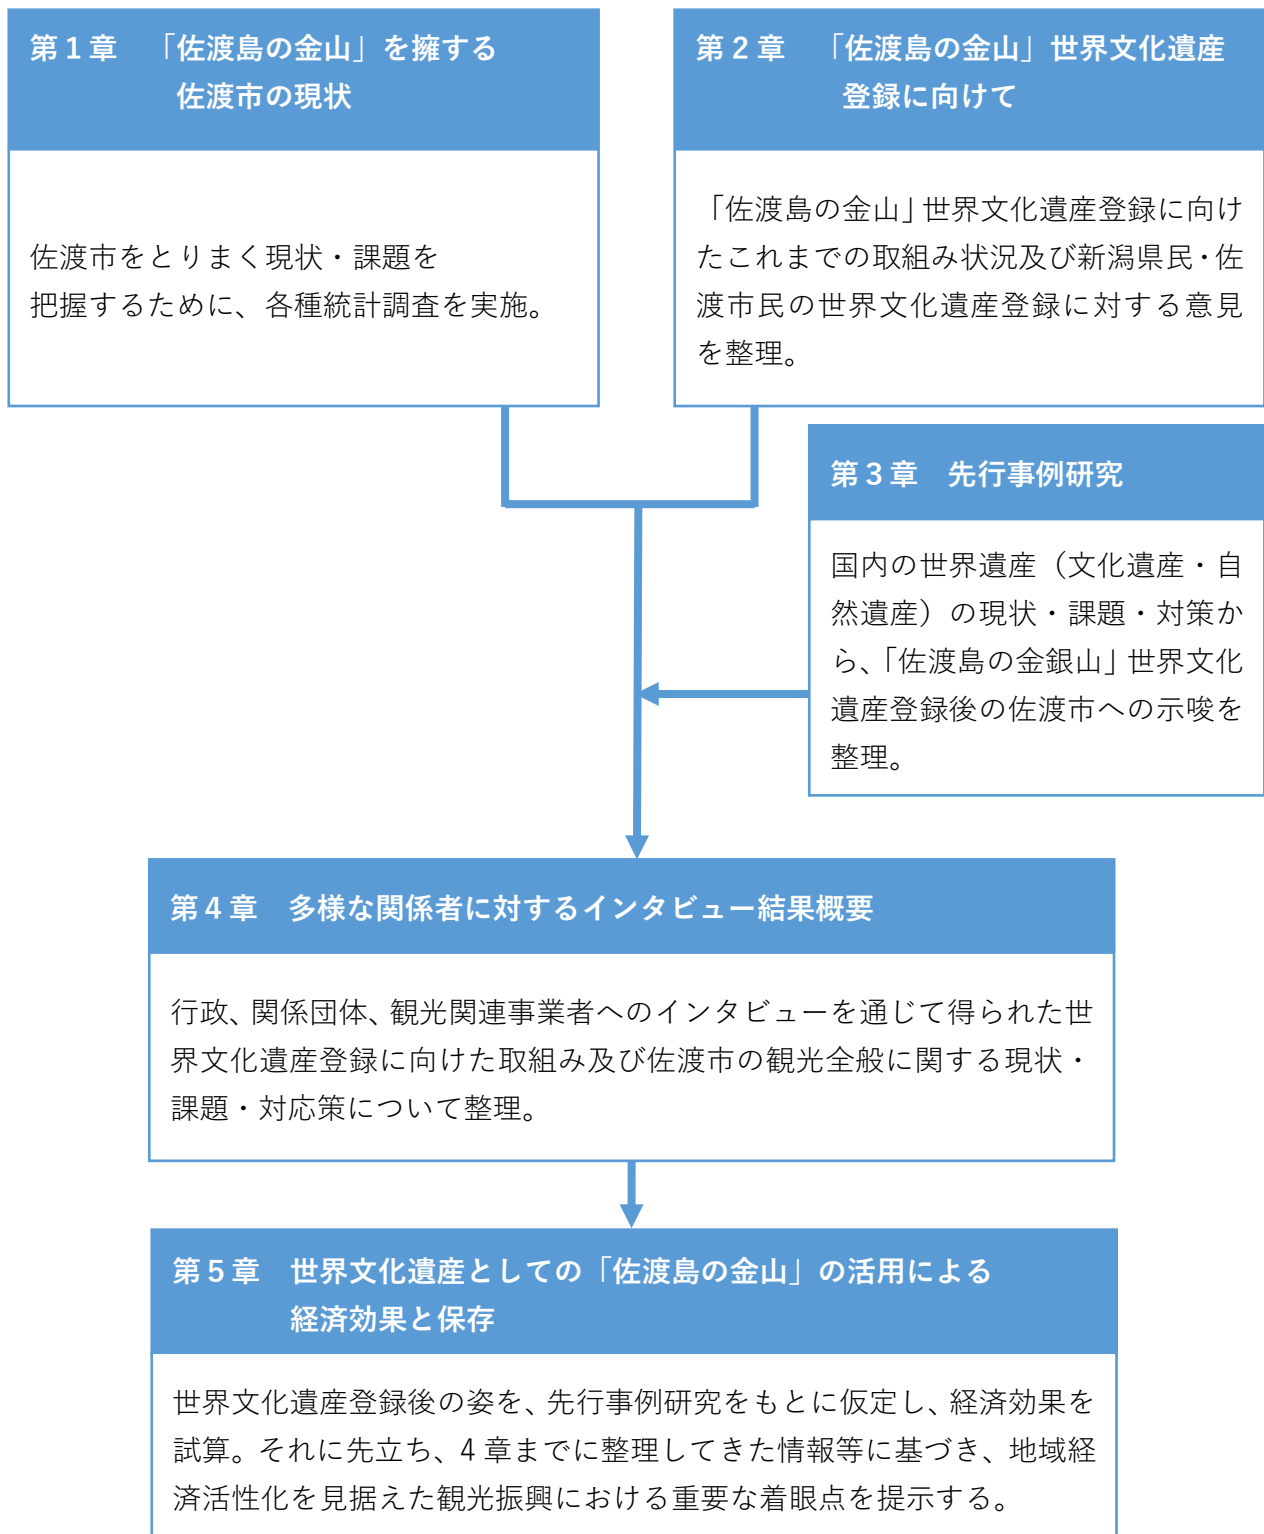 第１章　「佐渡島の金山」を擁する
佐渡市の現状
佐渡市をとりまく現状・課題を
把握するために、各種統計調査を実施。
第２章　「佐渡島の金山」世界文化遺産
登録に向けて
「佐渡島の金山」世界文化遺産登録に向け
たこれまでの取組み状況及び新潟県民・佐
渡市民の世界文化遺産登録に対する意見
を整理。
第３章　先行事例研究
国内の世界遺産（文化遺産・自
然遺産）の現状・課題・対策か
ら、「佐渡島の金銀山」世界文化
遺産登録後の佐渡市への示唆を
整理。
第４章　多様な関係者に対するインタビュー結果概要
行政、関係団体、観光関連事業者へのインタビューを通じて得られた世
界文化遺産登録に向けた取組み及び佐渡市の観光全般に関する現状・
課題・対応策について整理。
第５章　世界文化遺産としての「佐渡島の金山」の活用による
経済効果と保存
世界文化遺産登録後の姿を、先行事例研究をもとに仮定し、経済効果を
試算。それに先立ち、4 章までに整理してきた情報等に基づき、地域経
済活性化を見据えた観光振興における重要な着眼点を提示する。